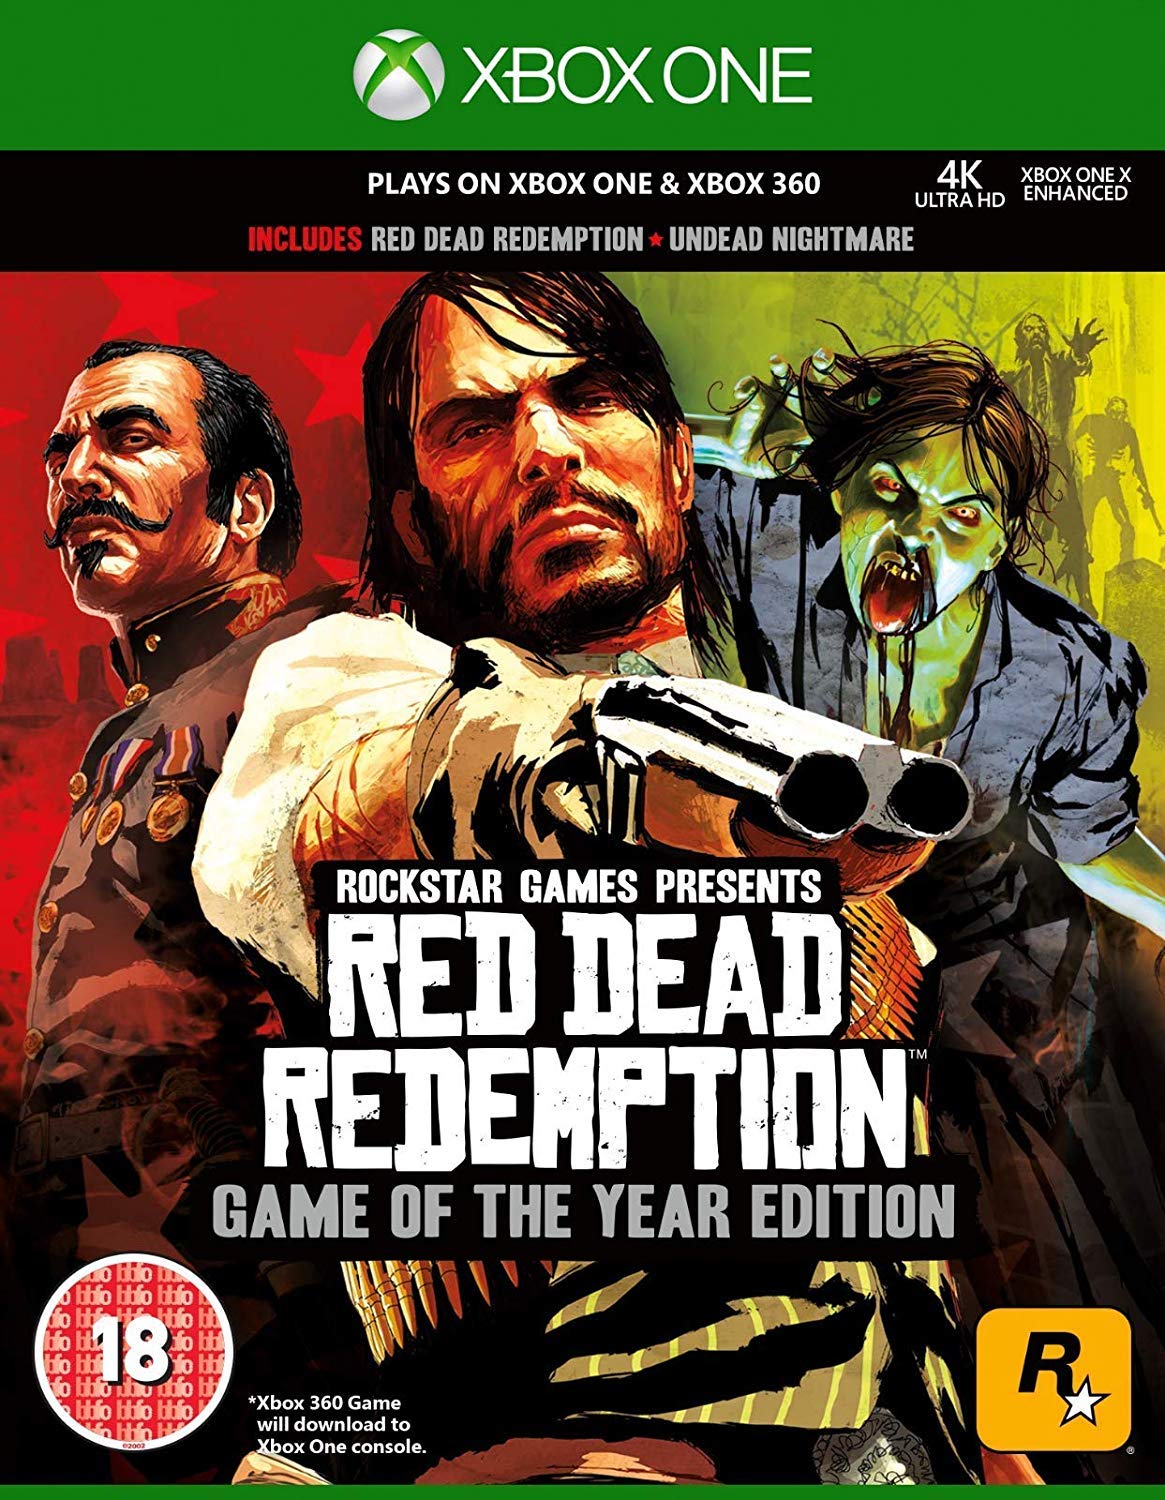 XBOX ONE
PLAYS ON XBOX ONE & XBOX 360
4K
ULTRA HD
XBOX ONE X
ENHANCED
INCLUDES RED DEAD REDEMPTION ★ UNDEAD NIGHTMARE
ROCKSTAR GAMES PRESENTS
RED DEAD
REDEMPTION™
GAME OF THE YEAR EDITION
18
©2002
*Xbox 360 Game
will download to
Xbox One console.
R★
®